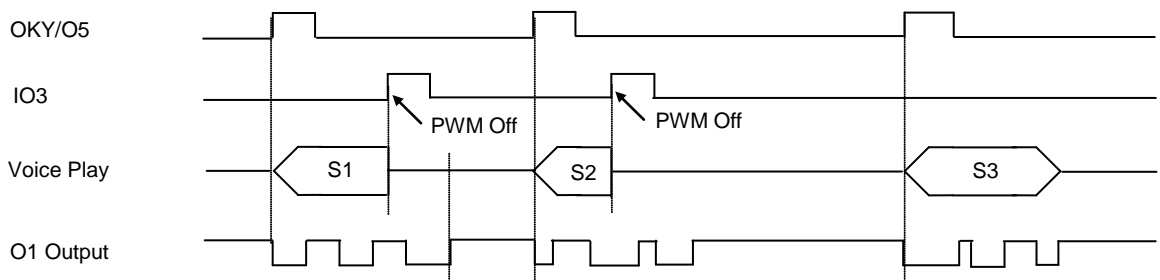 OKY/O5
IO3
PWM Off
PWM Off
Voice Play
S1
S2
S3
O1 Output